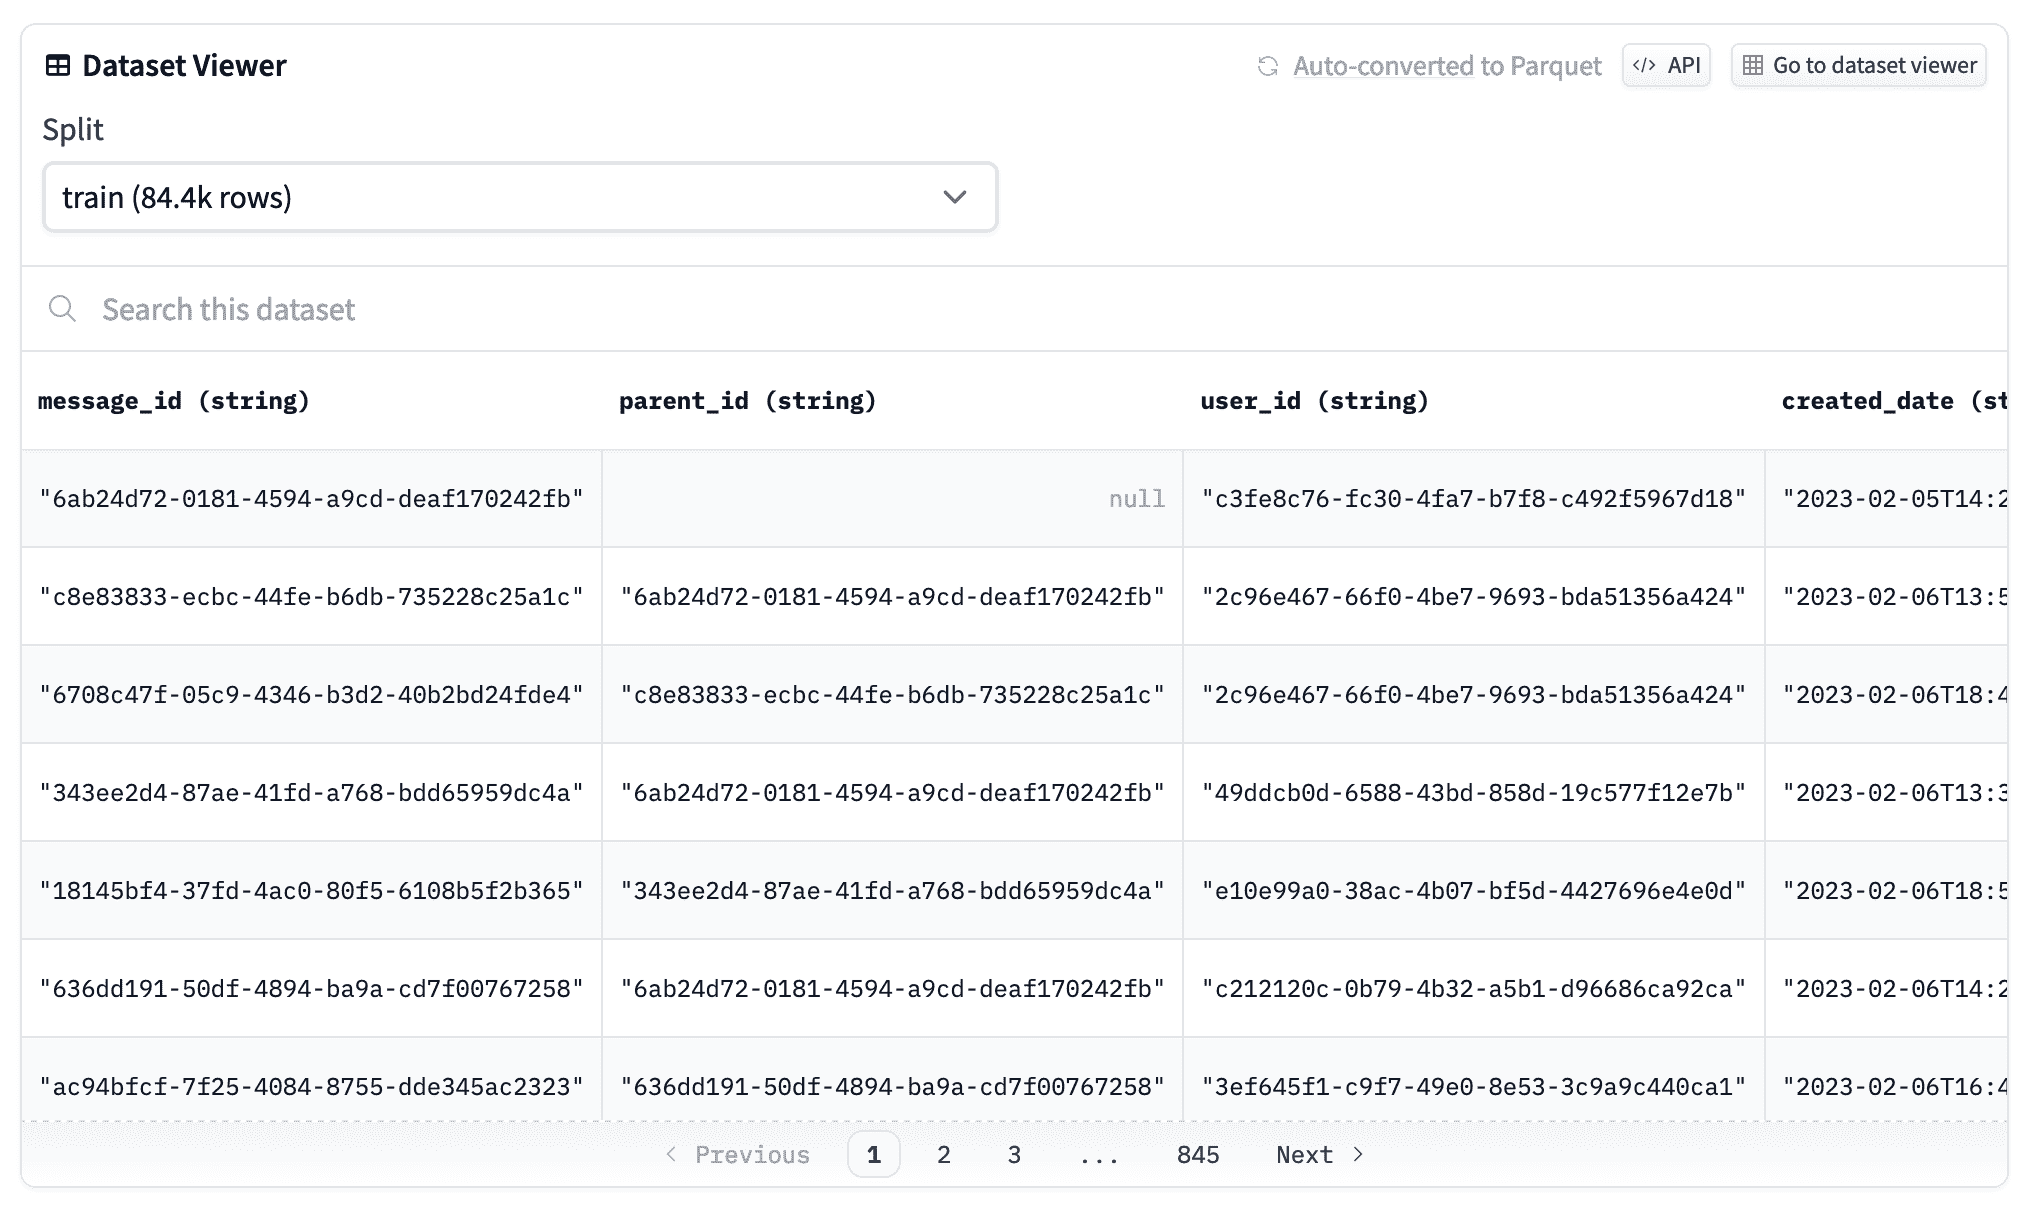 Dataset Viewer Auto-converted to Parquet </> API Go to dataset viewer
Split
train (84.4k rows)
Search this dataset
message_id (string) parent_id (string) user_id (string) created_date (st
"6ab24d72-0181-4594-a9cd-deaf170242fb" null "c3fe8c76-fc30-4fa7-b7f8-c492f5967d18" "2023-02-05T14:2
"c8e83833-ecbc-44fe-b6db-735228c25a1c" "6ab24d72-0181-4594-a9cd-deaf170242fb" "2c96e467-66f0-4be7-9693-bda51356a424" "2023-02-06T13:5
"6708c47f-05c9-4346-b3d2-40b2bd24fde4" "c8e83833-ecbc-44fe-b6db-735228c25a1c" "2c96e467-66f0-4be7-9693-bda51356a424" "2023-02-06T18:4
"343ee2d4-87ae-41fd-a768-bdd65959dc4a" "6ab24d72-0181-4594-a9cd-deaf170242fb" "49ddcb0d-6588-43bd-858d-19c577f12e7b" "2023-02-06T13:3
"18145bf4-37fd-4ac0-80f5-6108b5f2b365" "343ee2d4-87ae-41fd-a768-bdd65959dc4a" "e10e99a0-38ac-4b07-bf5d-4427696e4e0d" "2023-02-06T18:5
"636dd191-50df-4894-ba9a-cd7f00767258" "6ab24d72-0181-4594-a9cd-deaf170242fb" "c212120c-0b79-4b32-a5b1-d96686ca92ca" "2023-02-06T14:2
"ac94bfcf-7f25-4084-8755-dde345ac2323" "636dd191-50df-4894-ba9a-cd7f00767258" "3ef645f1-c9f7-49e0-8e53-3c9a9c440ca1" "2023-02-06T16:4
< Previous 1 2 3 ... 845 Next >